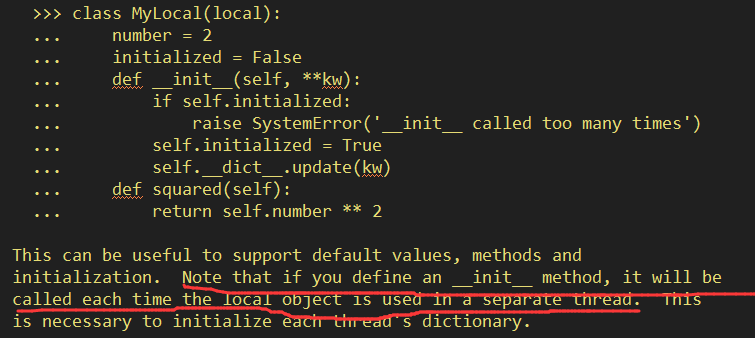 >>> class MyLocal(local):
...     number = 2
...     initialized = False
...     def __init__(self, **kw):
...         if self.initialized:
...             raise SystemError('__init__ called too many times')
...         self.initialized = True
...         self.__dict__.update(kw)
...     def squared(self):
...         return self.number ** 2
This can be useful to support default values, methods and
initialization.  Note that if you define an __init__ method, it will be
called each time the local object is used in a separate thread.  This
is necessary to initialize each thread's dictionary.